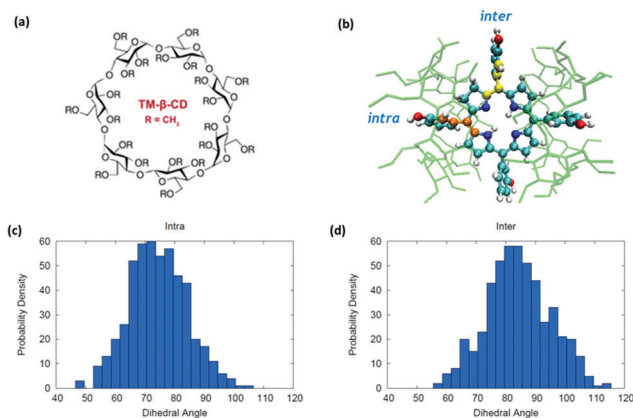 (a)
OR
OR
RO
O
OR
OR
RO
OR
OR
RO
OR
TM-β-CD
R = CH₃
RO
OR
RO
OR
OR
RO
RO
OR
OR
(b)
inter
intra
(c)
Intra
Probability Density
60
50
40
30
20
10
0
40 50 60 70 80 90 100 110 120
Dihedral Angle
(d)
Inter
Probability Density
60
50
40
30
20
10
0
40 50 60 70 80 90 100 110 120
Dihedral Angle